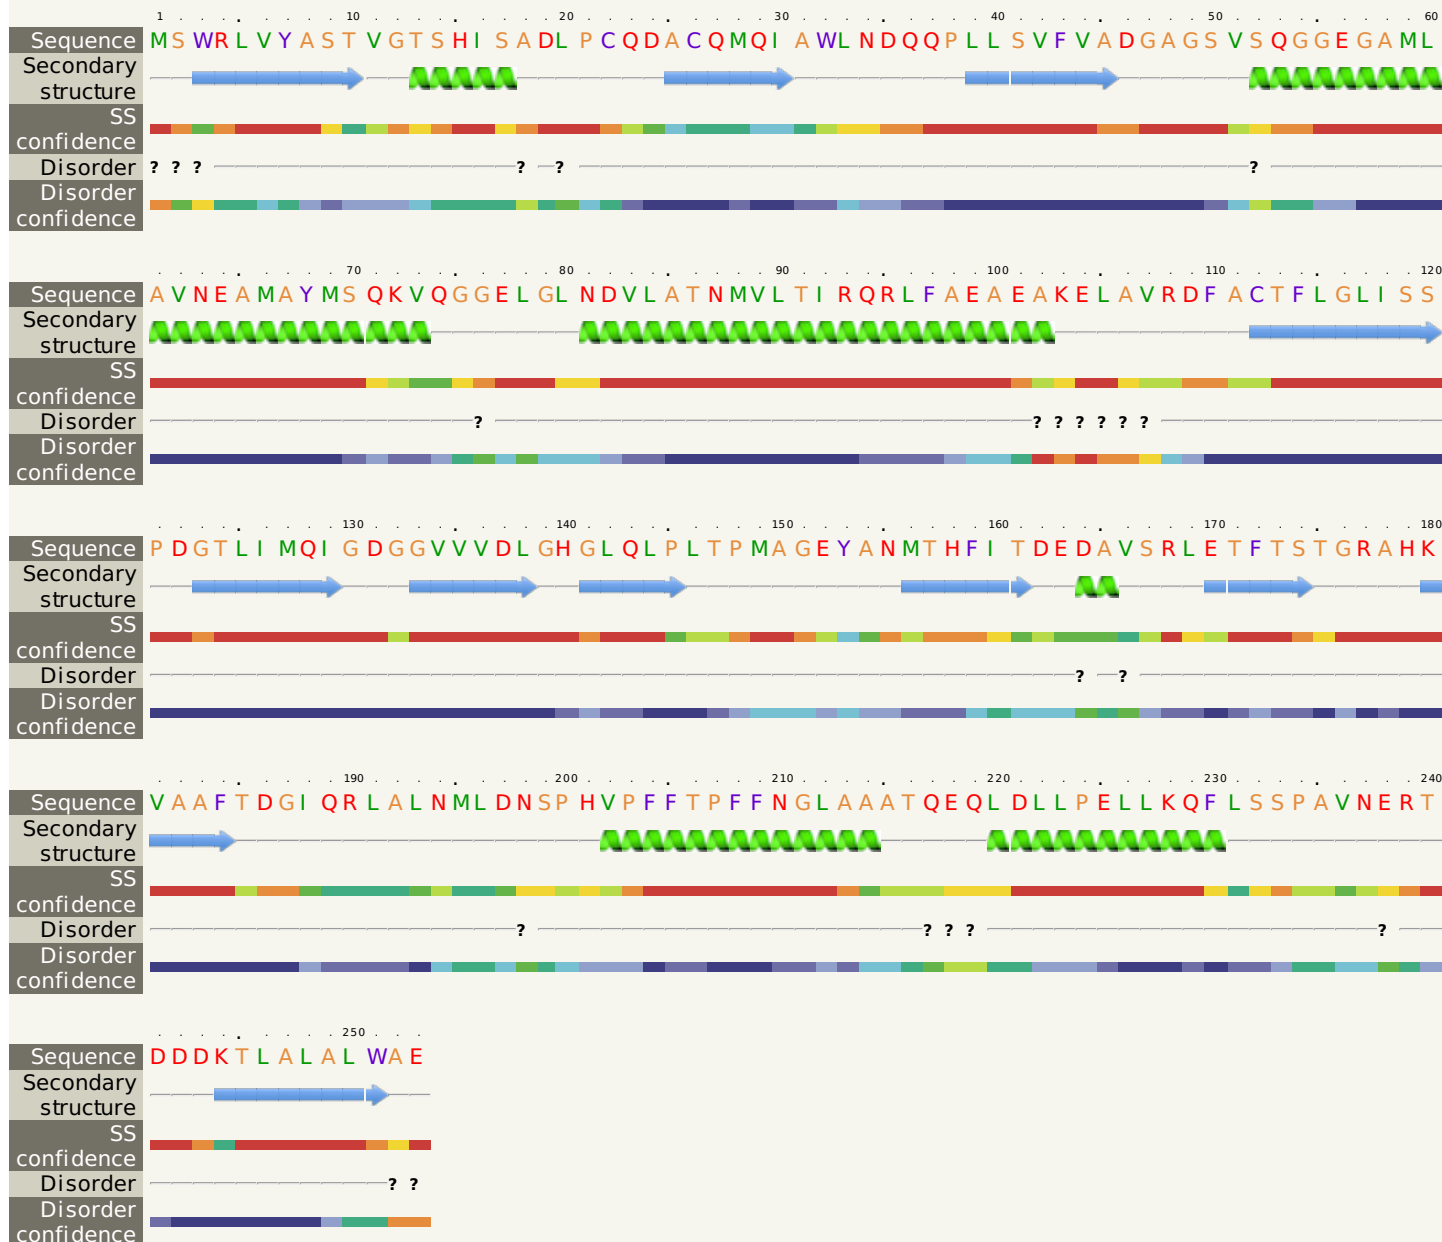 1 10 20 30 40 50 60
Sequence MSWRLVYASTVGTSHISADLPCQDACQMQIAWLNDQQPLLSVFVADGAGSVSQGGEGAML
Secondary
structure
SS
confidence
Disorder ? ? ? ? ? ?
Disorder
confidence
70 80 90 100 110 120
Sequence AVNEAMAYMSQKVQGGELGLNDVLATNMVLTIRQRLFAEAEAKELAVRDFACTFLGLISS
Secondary
structure
SS
confidence
Disorder ? ? ? ? ? ? ?
Disorder
confidence
130 140 150 160 170 180
Sequence PDGTLIMQIGDGGVVVDLGHGLQLPLTPMAGEYANMTHFITDEDAVSRLETFTSTGRAHK
Secondary
structure
SS
confidence
Disorder ? ?
Disorder
confidence
190 200 210 220 230 240
Sequence VAAFTDGIQRLALNMLDNSPHVPFFTPFFNGLAAATQEQLDLLPELLKQFLSSPAVNERT
Secondary
structure
SS
confidence
Disorder ? ? ? ? ?
Disorder
confidence
250
Sequence DDDKTLALALWAE
Secondary
structure
SS
confidence
Disorder ? ?
Disorder
confidence